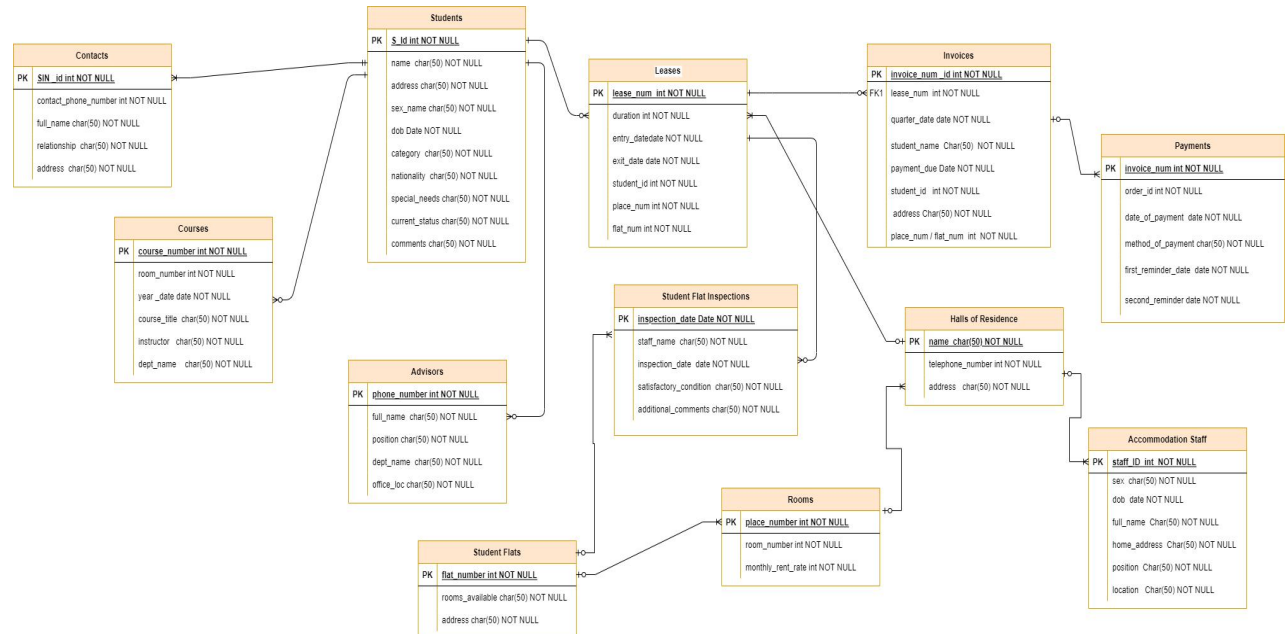 Students
PK S_Id int NOT NULL
name char(50) NOT NULL
address char(50) NOT NULL
sex_name char(50) NOT NULL
dob Date NOT NULL
category char(50) NOT NULL
nationality char(50) NOT NULL
special_needs char(50) NOT NULL
current_status char(50) NOT NULL
comments char(50) NOT NULL
Contacts
PK SIN _id int NOT NULL
contact_phone_number int NOT NULL
full_name char(50) NOT NULL
relationship char(50) NOT NULL
address char(50) NOT NULL
Leases
PK lease_num int NOT NULL
duration int NOT NULL
entry_datedate NOT NULL
exit_date date NOT NULL
student_id int NOT NULL
place_num int NOT NULL
flat_num int NOT NULL
Invoices
PK invoice_num _id int NOT NULL
FK1 lease_num int NOT NULL
quarter_date date NOT NULL
student_name Char(50) NOT NULL
payment_due Date NOT NULL
student_id int NOT NULL
address Char(50) NOT NULL
place_num / flat_num int NOT NULL
Payments
PK invoice_num int NOT NULL
order_id int NOT NULL
date_of_payment date NOT NULL
method_of_payment char(50) NOT NULL
first_reminder_date date NOT NULL
second_reminder date NOT NULL
Courses
PK course_number int NOT NULL
room_number int NOT NULL
year _date date NOT NULL
course_title char(50) NOT NULL
instructor char(50) NOT NULL
dept_name char(50) NOT NULL
Student Flat Inspections
PK inspection_date Date NOT NULL
staff_name char(50) NOT NULL
inspection_date date NOT NULL
satisfactory_condition char(50) NOT NULL
additional_comments char(50) NOT NULL
Halls of Residence
PK name char(50) NOT NULL
telephone_number int NOT NULL
address char(50) NOT NULL
Advisors
PK phone_number int NOT NULL
full_name char(50) NOT NULL
position char(50) NOT NULL
dept_name char(50) NOT NULL
office_loc char(50) NOT NULL
Accommodation Staff
PK staff_ID int NOT NULL
sex char(50) NOT NULL
dob date NOT NULL
full_name Char(50) NOT NULL
home_address Char(50) NOT NULL
position Char(50) NOT NULL
location Char(50) NOT NULL
Rooms
PK place_number int NOT NULL
room_number int NOT NULL
monthly_rent_rate int NOT NULL
Student Flats
PK flat_number int NOT NULL
rooms_available char(50) NOT NULL
address char(50) NOT NULL